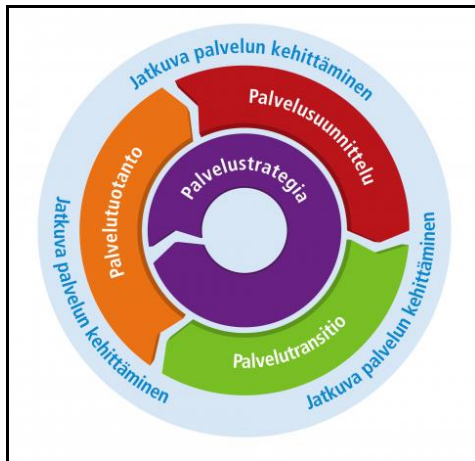 Jatkuva palvelun kehittäminen
Palvelusuunnittelu
Palvelustrategia
Palvelutuotanto
Jatkuva palvelun kehittäminen
Jatkuva palvelun kehittäminen
Palvelutransitio